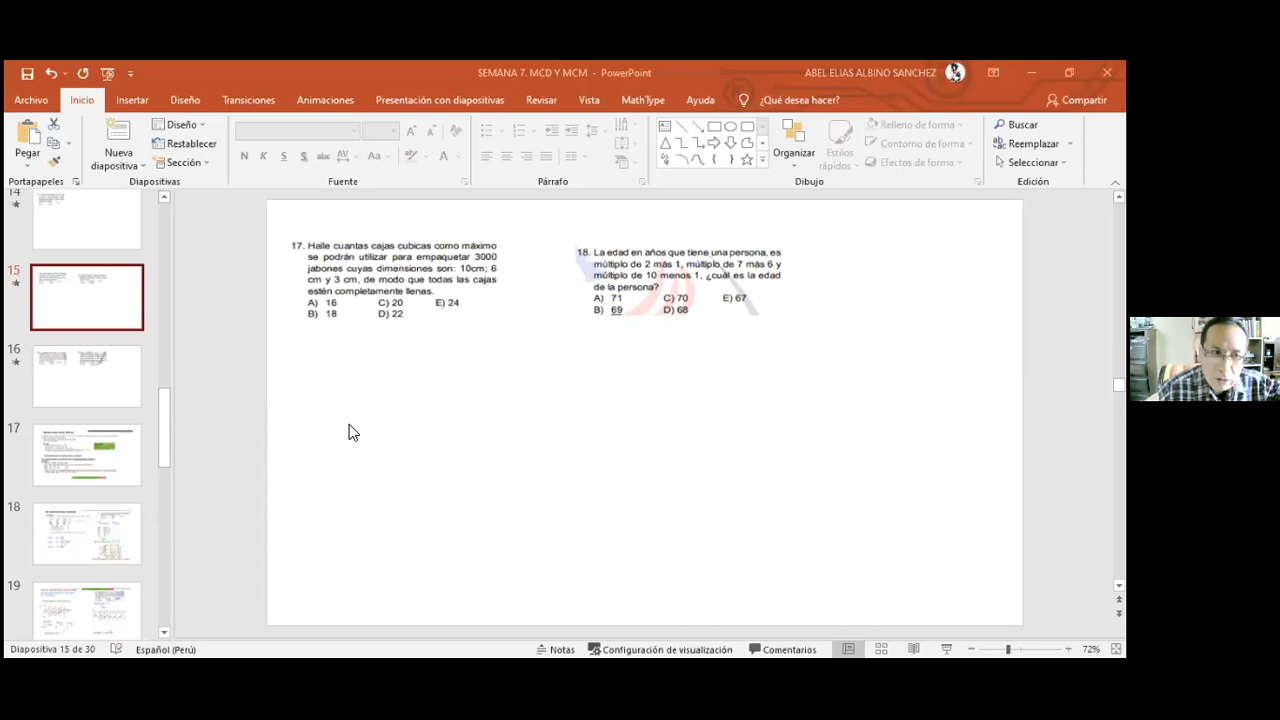 SEMANA 7. MCD Y MCM - PowerPoint
ABEL ELIAS ALBINO SANCHEZ
Archivo
Inicio
Insertar
Diseño
Transiciones
Animaciones
Presentación con diapositivas
Revisar
Vista
MathType
Ayuda
¿Qué desea hacer?
Compartir
Pegar
Nueva
diapositiva
Diseño
Restablecer
Sección
N
K
S
S
abc
AV
Aa
A
Organizar
Estilos
rápidos
Relleno de forma
Contorno de forma
Efectos de forma
Buscar
Reemplazar
Seleccionar
Portapapeles
Diapositivas
Fuente
Párrafo
Dibujo
Edición
14
15
16
17
18
19
17. Halle cuantas cajas cubicas como máximo
se podrán utilizar para empaquetar 3000
jabones cuyas dimensiones son: 10cm; 6
cm y 3 cm, de modo que todas las cajas
estén completamente llenas.
A) 16 C) 20 E) 24
B) 18 D) 22
18. La edad en años que tiene una persona, es
múltiplo de 2 más 1, múltiplo de 7 más 6 y
múltiplo de 10 menos 1, ¿cuál es la edad
de la persona?
A) 71 C) 70 E) 67
B) 69 D) 68
Diapositiva 15 de 30
Español (Perú)
Notas
Configuración de visualización
Comentarios
72%